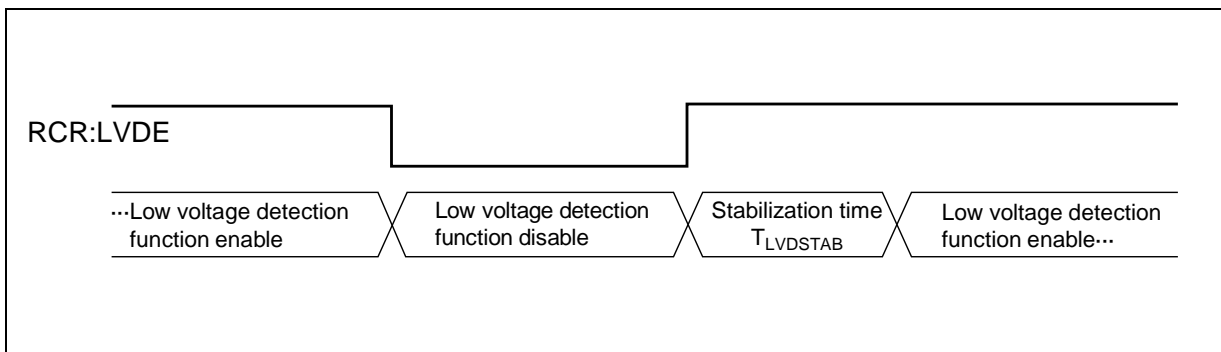 RCR:LVDE
···Low voltage detection
function enable
Low voltage detection
function disable
Stabilization time
TLVDSTAB
Low voltage detection
function enable···